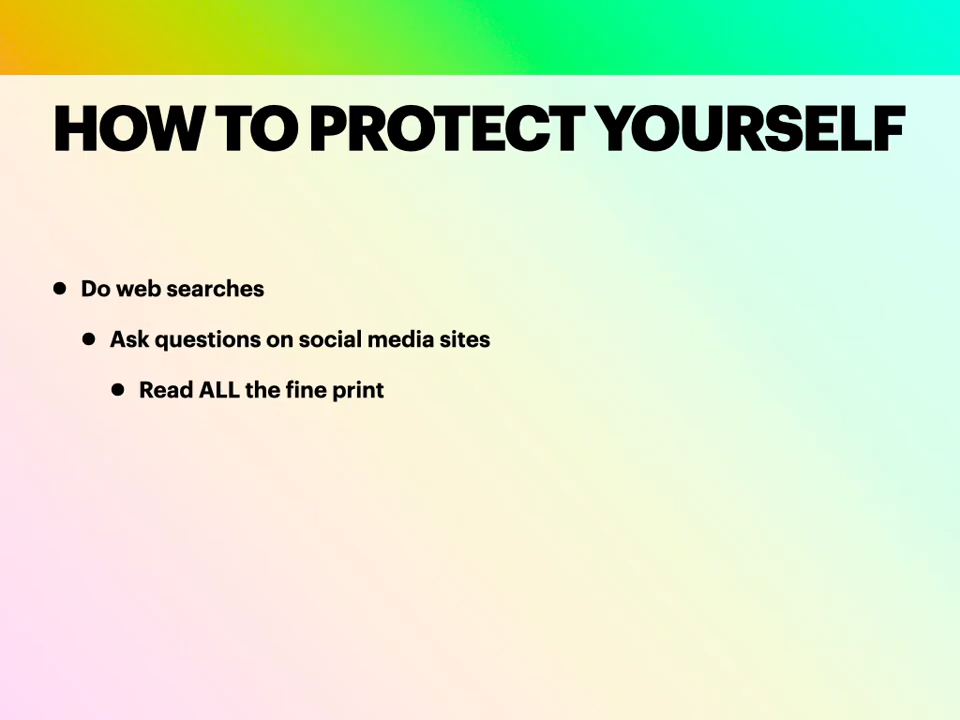 HOW TO PROTECT YOURSELF
● Do web searches
● Ask questions on social media sites
● Read ALL the fine print